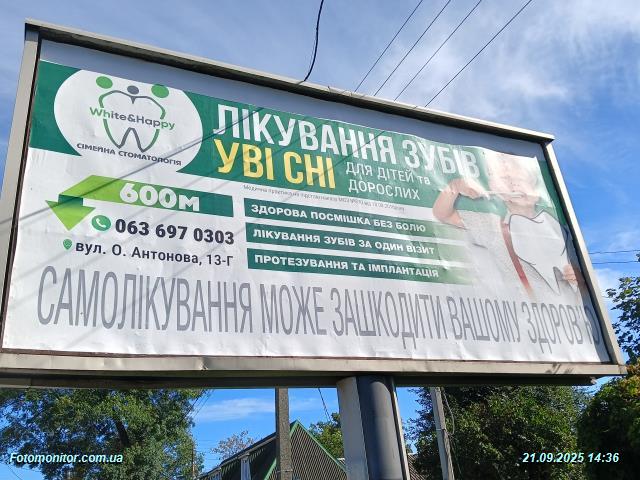 White&Happy
СІМЕЙНА СТОМАТОЛОГІЯ
ЛІКУВАННЯ ЗУБІВ
УВІ СНІ
ДЛЯ ДІТЕЙ та
ДОРОСЛИХ
600м
063 697 0303
вул. О. Антонова, 13-Г
ЗДОРОВА ПОСМІШКА БЕЗ БОЛЮ
ЛІКУВАННЯ ЗУБІВ ЗА ОДИН ВІЗИТ
ПРОТЕЗУВАННЯ ТА ІМПЛАНТАЦІЯ
САМОЛІКУВАННЯ МОЖЕ ЗАШКОДИТИ ВАШОМУ ЗДОРОВ'Ю
Fotomonitor.com.ua
21.09.2025 14:36